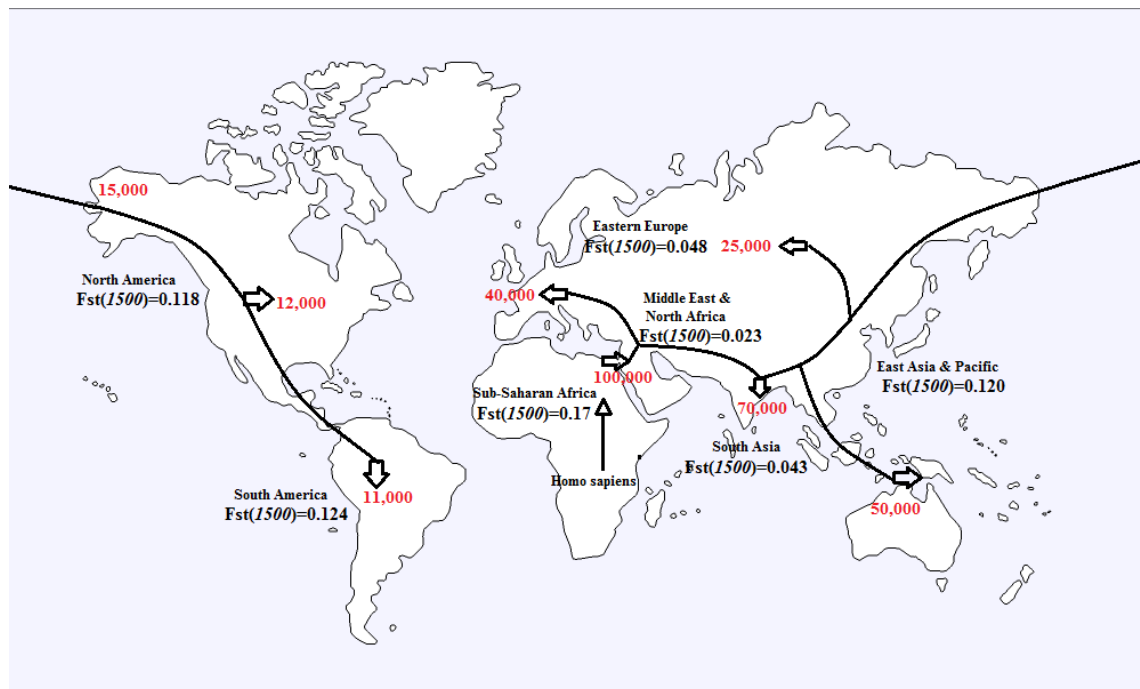 15,000
North America
Fst(1500)=0.118
12,000
South America
Fst(1500)=0.124
11,000
Eastern Europe
Fst(1500)=0.048
25,000
40,000
Middle East &
North Africa
Fst(1500)=0.023
100,000
Sub-Saharan Africa
Fst(1500)=0.17
Homo sapiens
70,000
South Asia
Fst(1500)=0.043
East Asia & Pacific
Fst(1500)=0.120
50,000